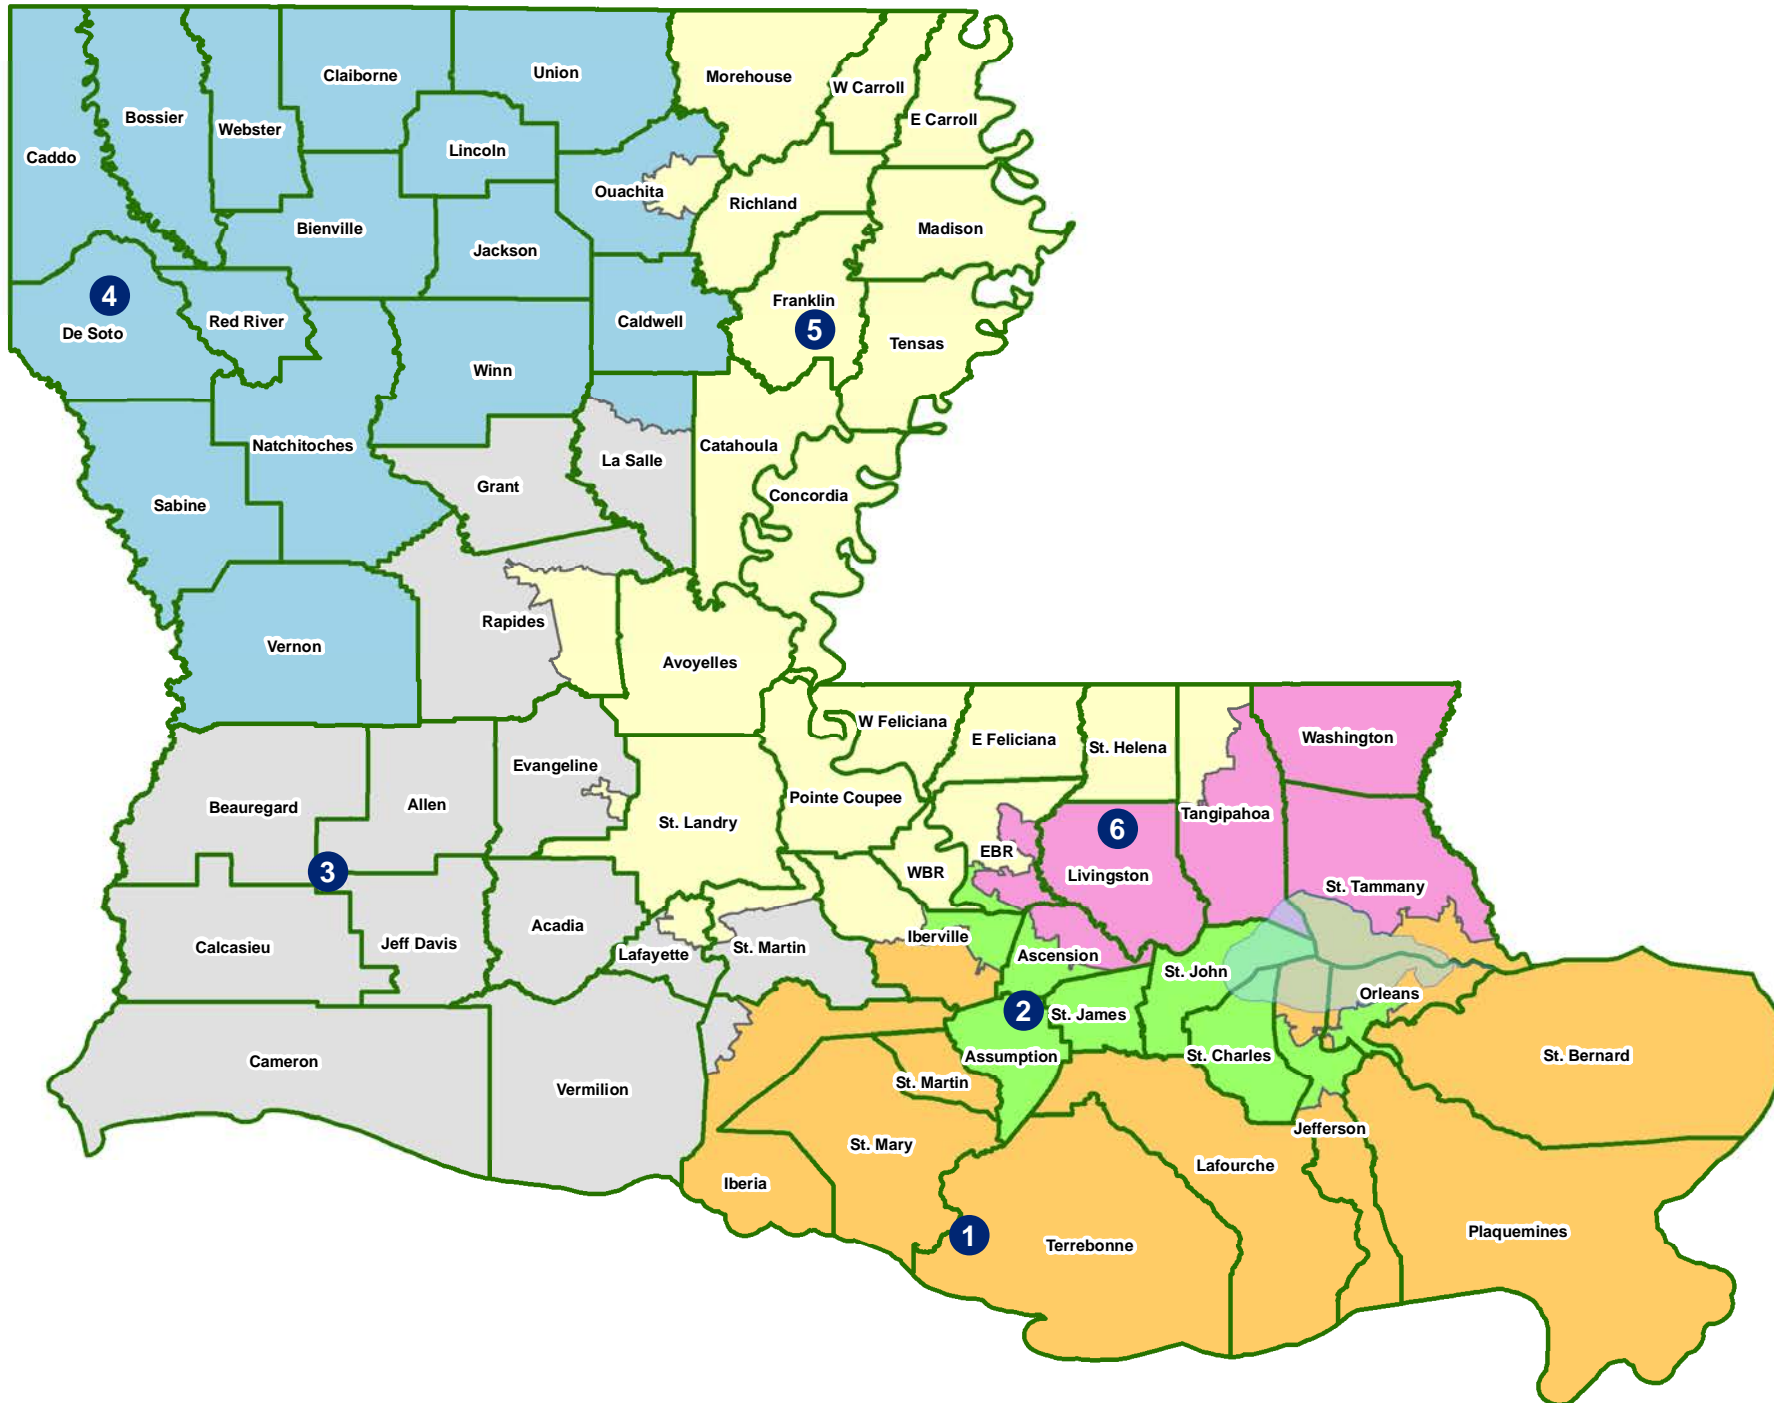 Claiborne
Union
Morehouse
W Carroll
E Carroll
Bossier
Webster
Caddo
Lincoln
Ouachita
Richland
Madison
Bienville
Jackson
4
De Soto
Red River
Caldwell
Franklin
5
Tensas
Winn
Natchitoches
La Salle
Catahoula
Grant
Concordia
Sabine
Rapides
Vernon
Avoyelles
W Feliciana
E Feliciana
St. Helena
Washington
Evangeline
Beauregard
Allen
Pointe Coupee
St. Landry
Tangipahoa
6
3
EBR
WBR
Livingston
St. Tammany
Acadia
Calcasieu
Jeff Davis
Lafayette
St. Martin
Iberville
Ascension
St. John
Orleans
2
St. James
Assumption
St. Charles
St. Bernard
Cameron
Vermilion
St. Martin
St. Mary
Jefferson
Lafourche
Iberia
1
Terrebonne
Plaquemines